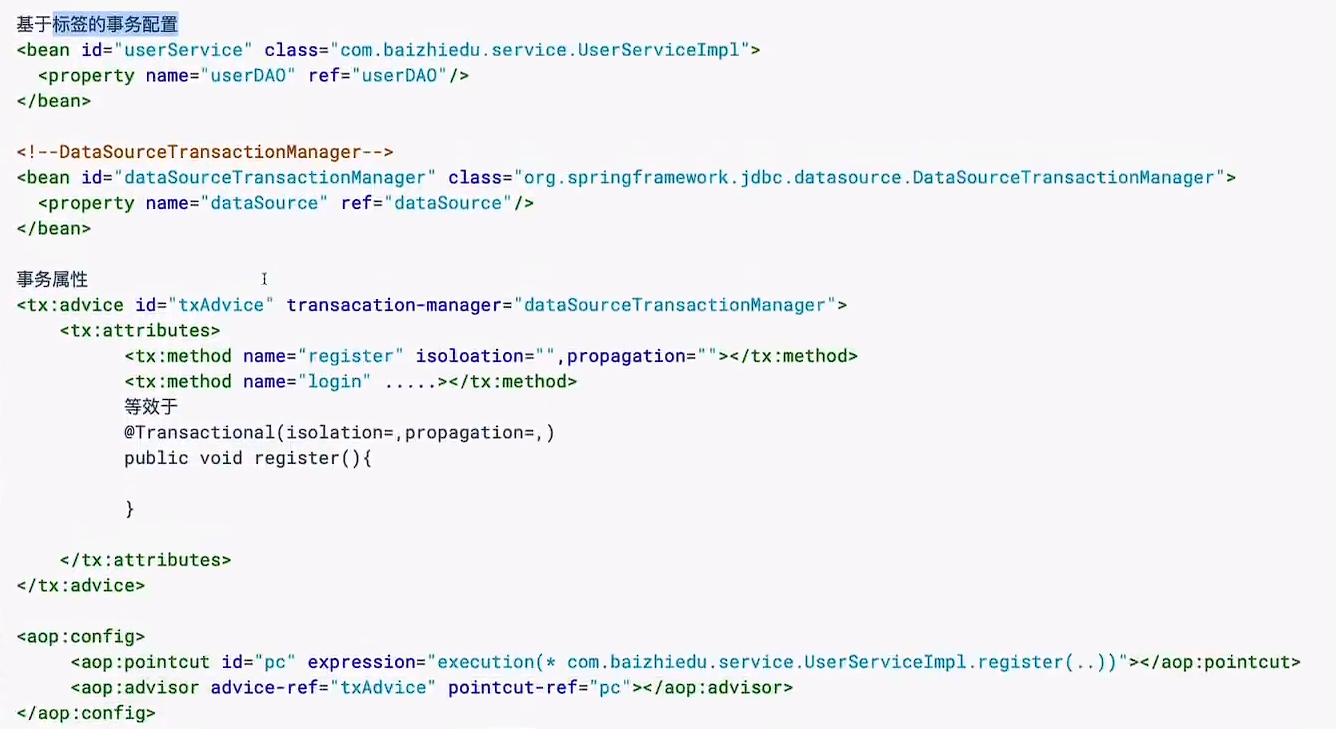 基于标签的事务配置
<bean id="userService" class="com.baizhiedu.service.UserServiceImpl">
<property name="userDAO" ref="userDAO"/>
</bean>
<!--DataSourceTransactionManager-->
<bean id="dataSourceTransactionManager" class="org.springframework.jdbc.datasource.DataSourceTransactionManager">
<property name="dataSource" ref="dataSource"/>
</bean>
事务属性
<tx:advice id="txAdvice" transacation-manager="dataSourceTransactionManager">
<tx:attributes>
<tx:method name="register" isoloation="",propagation=""></tx:method>
<tx:method name="login" .....></tx:method>
等效于
@Transactional(isolation=,propagation=,)
public void register(){
}
</tx:attributes>
</tx:advice>
<aop:config>
<aop:pointcut id="pc" expression="execution(* com.baizhiedu.service.UserServiceImpl.register(..))"></aop:pointcut>
<aop:advisor advice-ref="txAdvice" pointcut-ref="pc"></aop:advisor>
</aop:config>